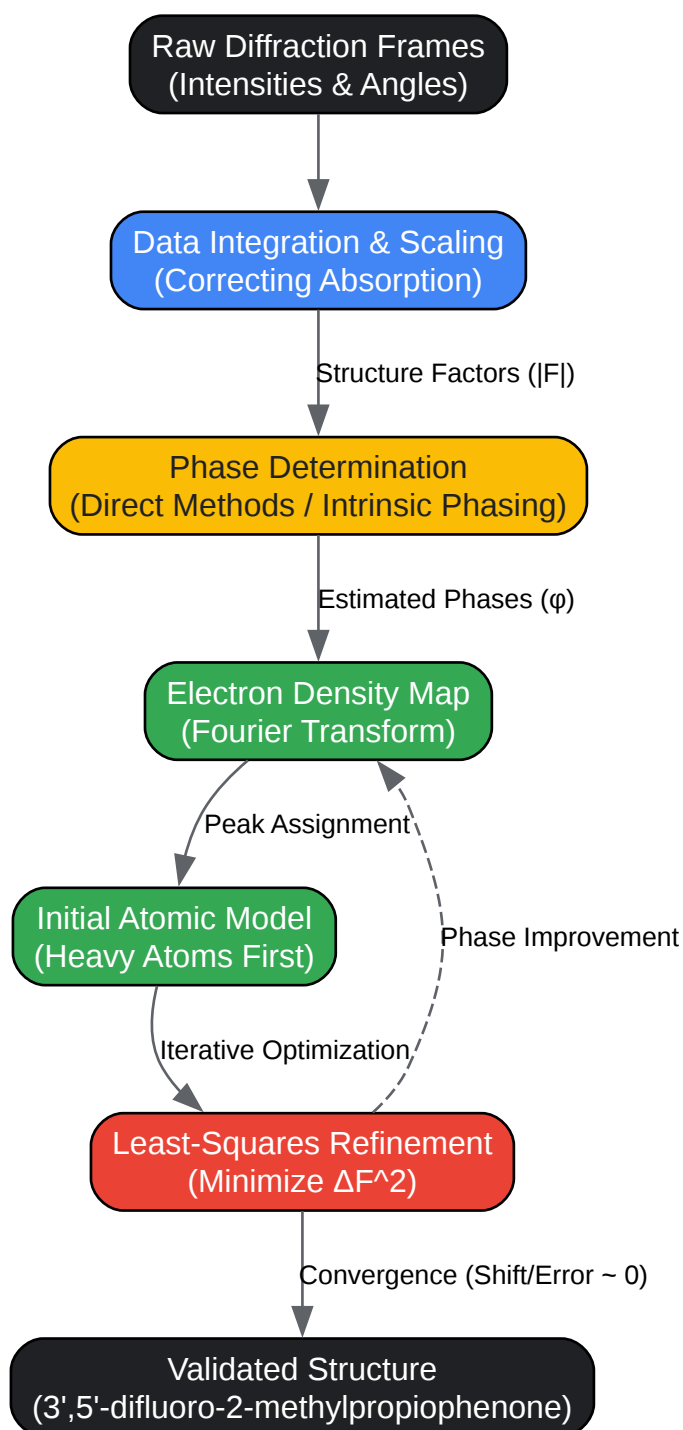 Raw Diffraction Frames
(Intensities & Angles)
Data Integration & Scaling
(Correcting Absorption)
Structure Factors (|F|)
Phase Determination
(Direct Methods / Intrinsic Phasing)
Estimated Phases (φ)
Electron Density Map
(Fourier Transform)
Peak Assignment
Initial Atomic Model
(Heavy Atoms First)
Phase Improvement
Iterative Optimization
Least-Squares Refinement
(Minimize ΔF^2)
Convergence (Shift/Error ~ 0)
Validated Structure
(3',5'-difluoro-2-methylpropiophenone)